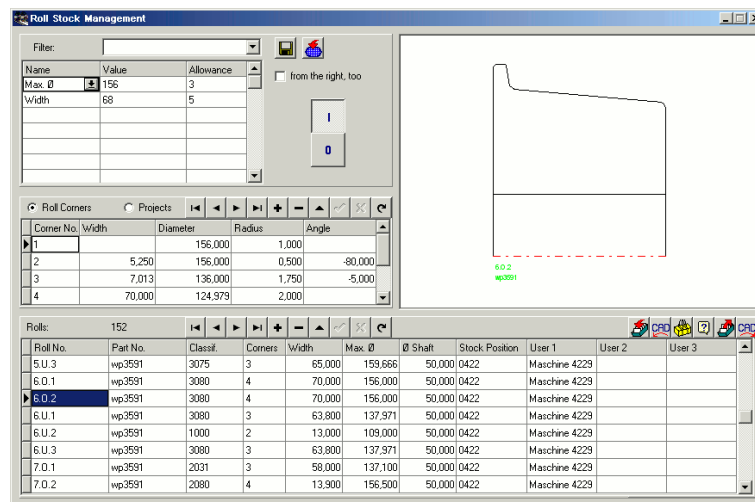 Roll Stock Management
Filter:
Name Value Allowance
Max. Ø 156 3
Width 68 5
from the right, too
I
0
Roll Corners Projects
Corner No. Width Diameter Radius Angle
1 156,000 1,000
2 5,250 156,000 0,500 -80,000
3 7,013 136,000 1,750 -5,000
4 70,000 124,979 2,000
6.O.2
wp3591
Rolls: 152
CAD CAD
Roll No. Part No. Classif. Corners Width Max. Ø Ø Shaft Stock Position User 1 User 2 User 3
5.U.3 wp3591 3075 3 65,000 159,666 50,000 0422 Maschine 4229
6.O.1 wp3591 3080 4 70,000 156,000 50,000 0422 Maschine 4229
6.O.2 wp3591 3080 4 70,000 156,000 50,000 0422 Maschine 4229
6.U.1 wp3591 3080 3 63,800 137,971 50,000 0422 Maschine 4229
6.U.2 wp3591 1000 2 13,000 109,000 50,000 0422 Maschine 4229
6.U.3 wp3591 3080 3 63,800 137,971 50,000 0422 Maschine 4229
7.O.1 wp3591 2031 3 58,000 137,100 50,000 0422 Maschine 4229
7.O.2 wp3591 2080 4 13,900 156,500 50,000 0422 Maschine 4229